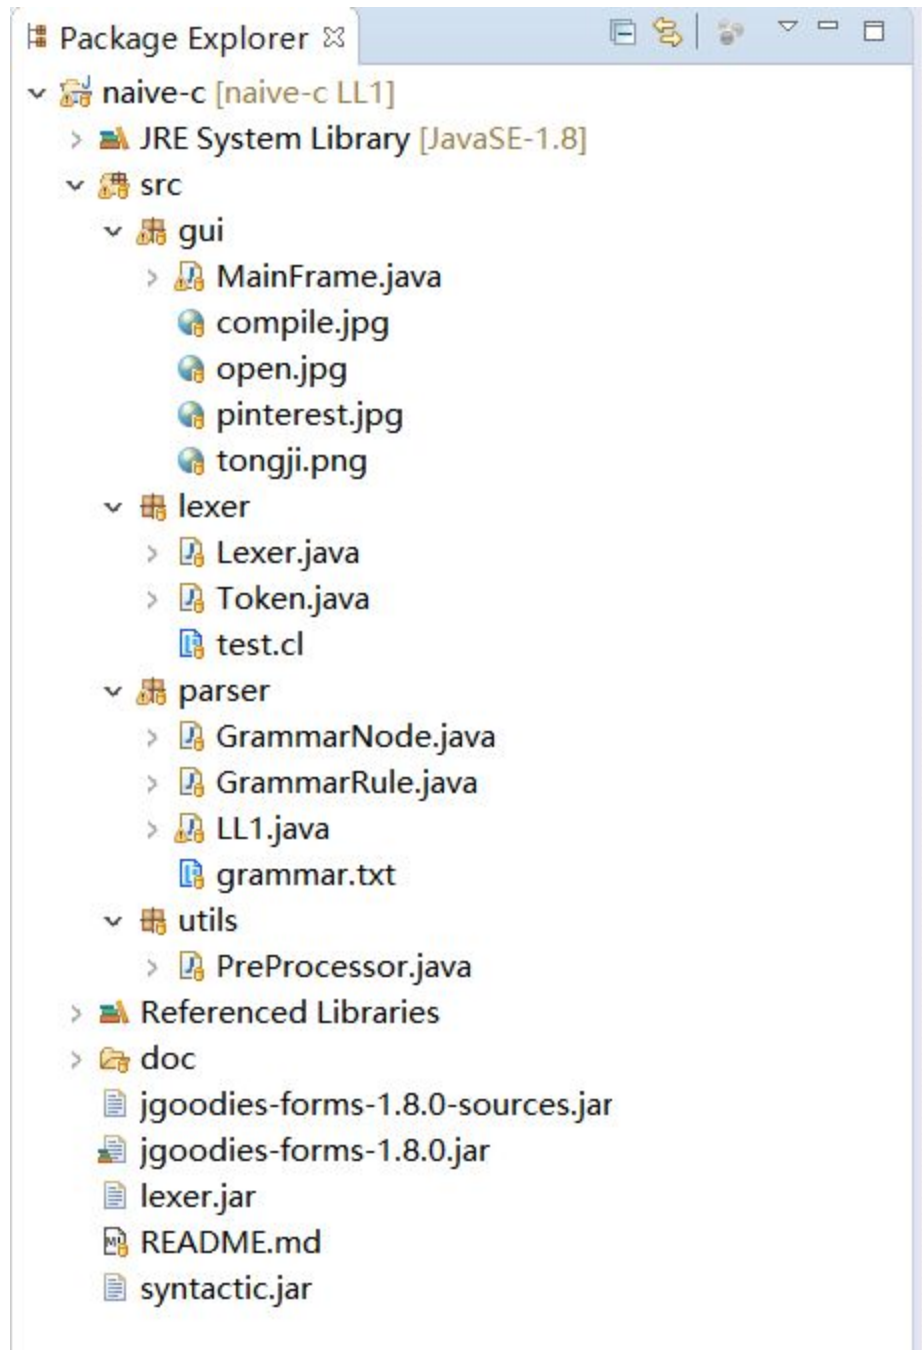 Package Explorer
naive-c [naive-c LL1]
JRE System Library [JavaSE-1.8]
src
gui
MainFrame.java
compile.jpg
open.jpg
pinterest.jpg
tongji.png
lexer
Lexer.java
Token.java
test.cl
parser
GrammarNode.java
GrammarRule.java
LL1.java
grammar.txt
utils
PreProcessor.java
Referenced Libraries
doc
jgoodies-forms-1.8.0-sources.jar
jgoodies-forms-1.8.0.jar
lexer.jar
README.md
syntactic.jar